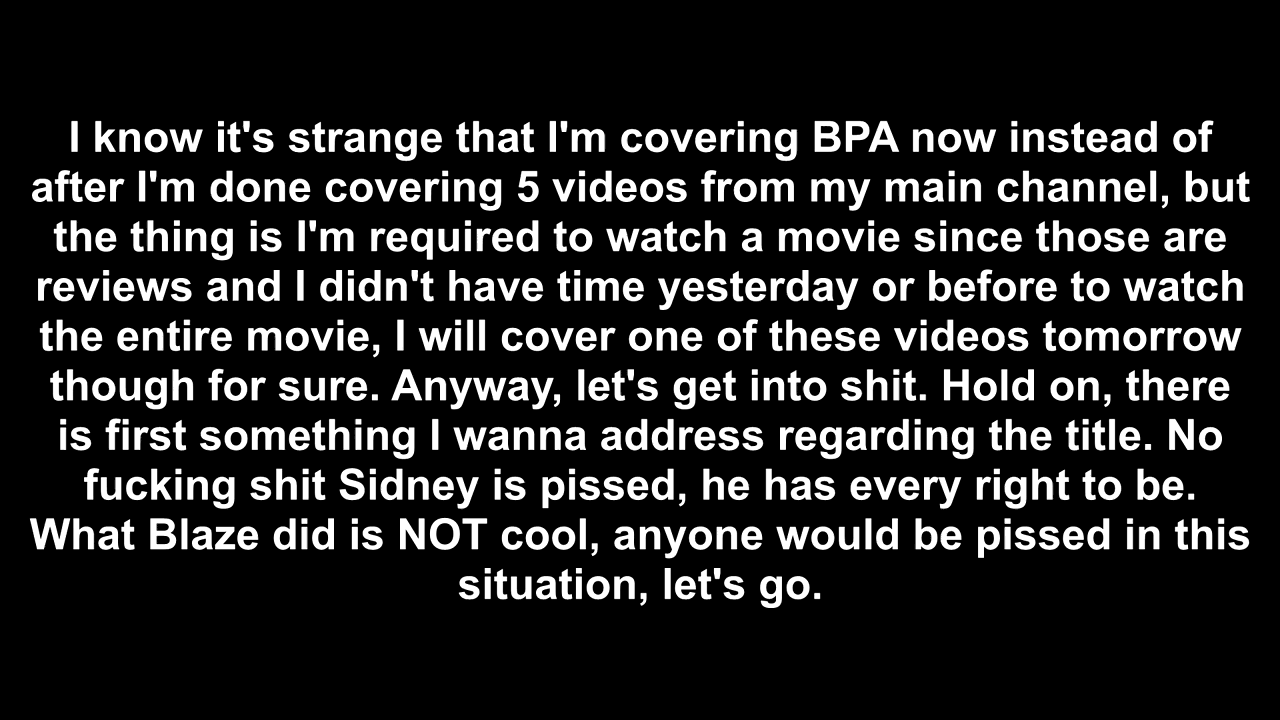 I know it's strange that I'm covering BPA now instead of
after I'm done covering 5 videos from my main channel, but
the thing is I'm required to watch a movie since those are
reviews and I didn't have time yesterday or before to watch
the entire movie, I will cover one of these videos tomorrow
though for sure. Anyway, let's get into shit. Hold on, there
is first something I wanna address regarding the title. No
fucking shit Sidney is pissed, he has every right to be.
What Blaze did is NOT cool, anyone would be pissed in this
situation, let's go.